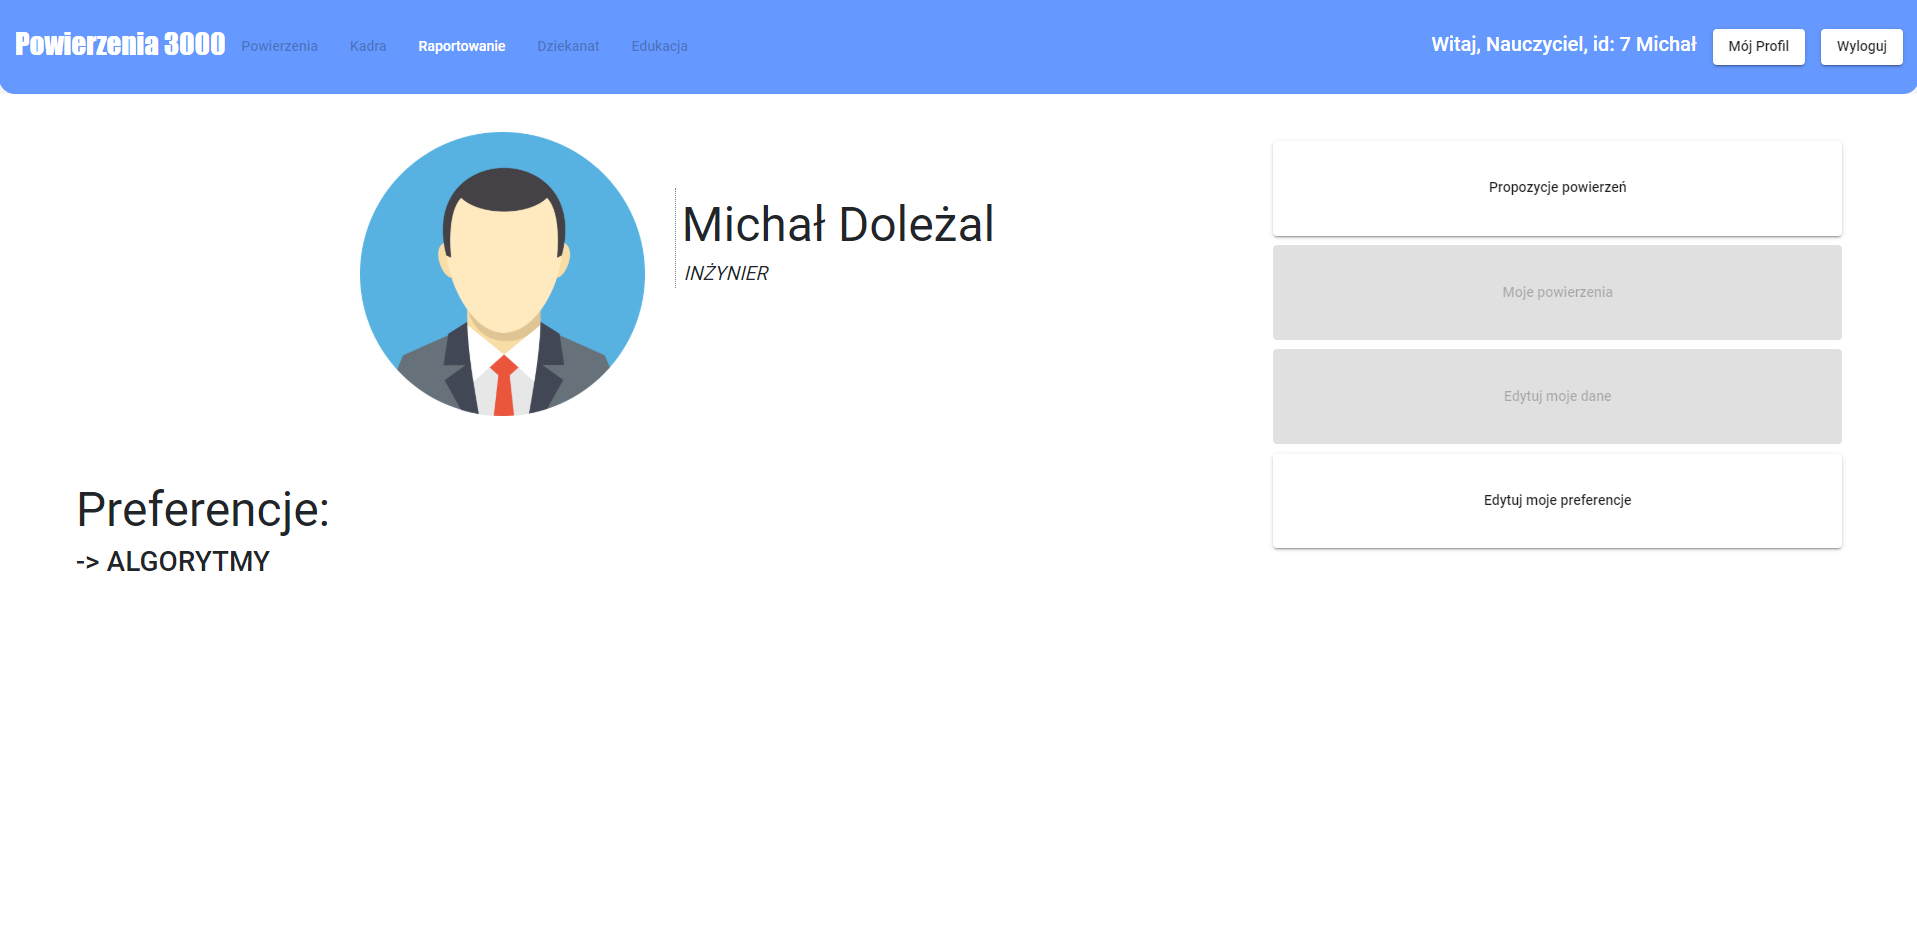 Powierzenia 3000 Powierzenia Kadra Raportowanie Dziekanat Edukacja Witaj, Nauczyciel, id: 7 Michał Mój Profil Wyloguj
Michał Doleżal
INŻYNIER
Propozycje powierzeń
Moje powierzenia
Edytuj moje dane
Edytuj moje preferencje
Preferencje:
-> ALGORYTMY